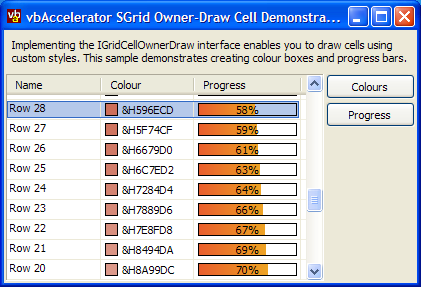 vbAccelerator SGrid Owner-Draw Cell Demonstra...
Implementing the IGridCellOwnerDraw interface enables you to draw cells using
custom styles. This sample demonstrates creating colour boxes and progress bars.
Name Colour Progress
Colours
Progress
Row 28 &H596ECD 58%
Row 27 &H5F74CF 59%
Row 26 &H6679D0 61%
Row 25 &H6C7ED2 63%
Row 24 &H7284D4 64%
Row 23 &H7889D6 66%
Row 22 &H7E8FD8 67%
Row 21 &H8494DA 69%
Row 20 &H8A99DC 70%